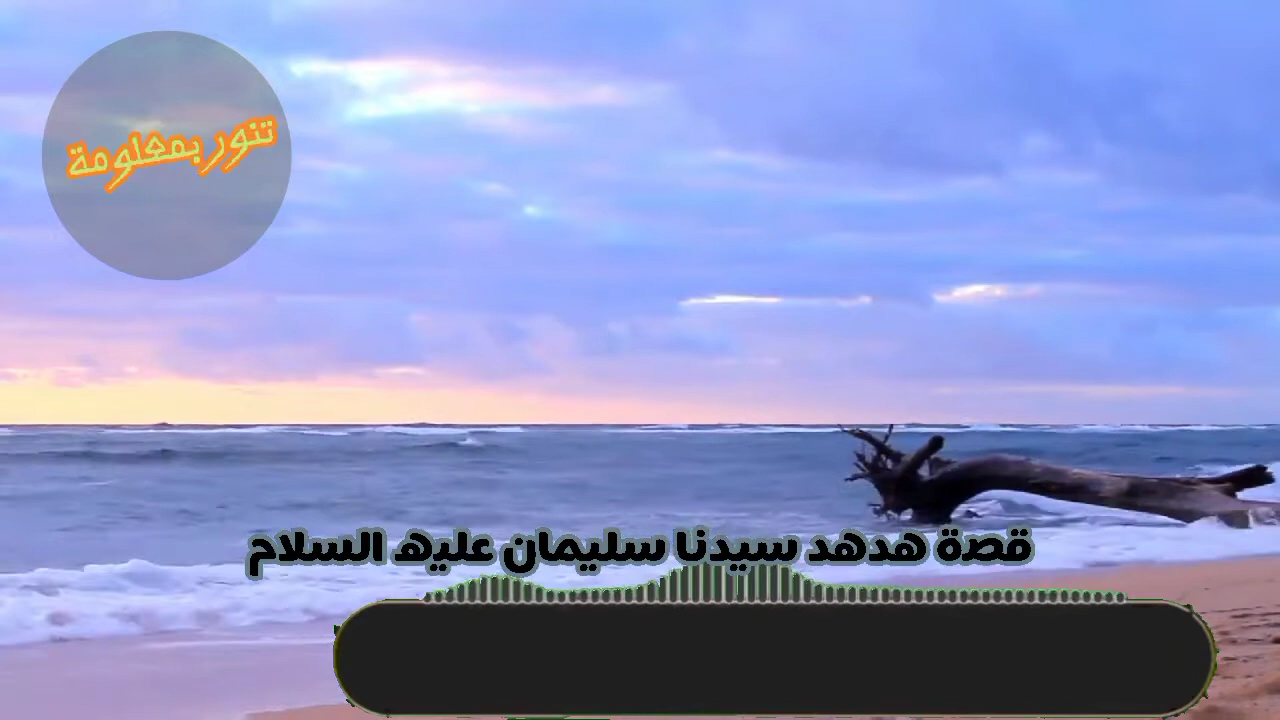 تنور بمعلومة
قصة هدهد سيدنا سليمان عليه السلام